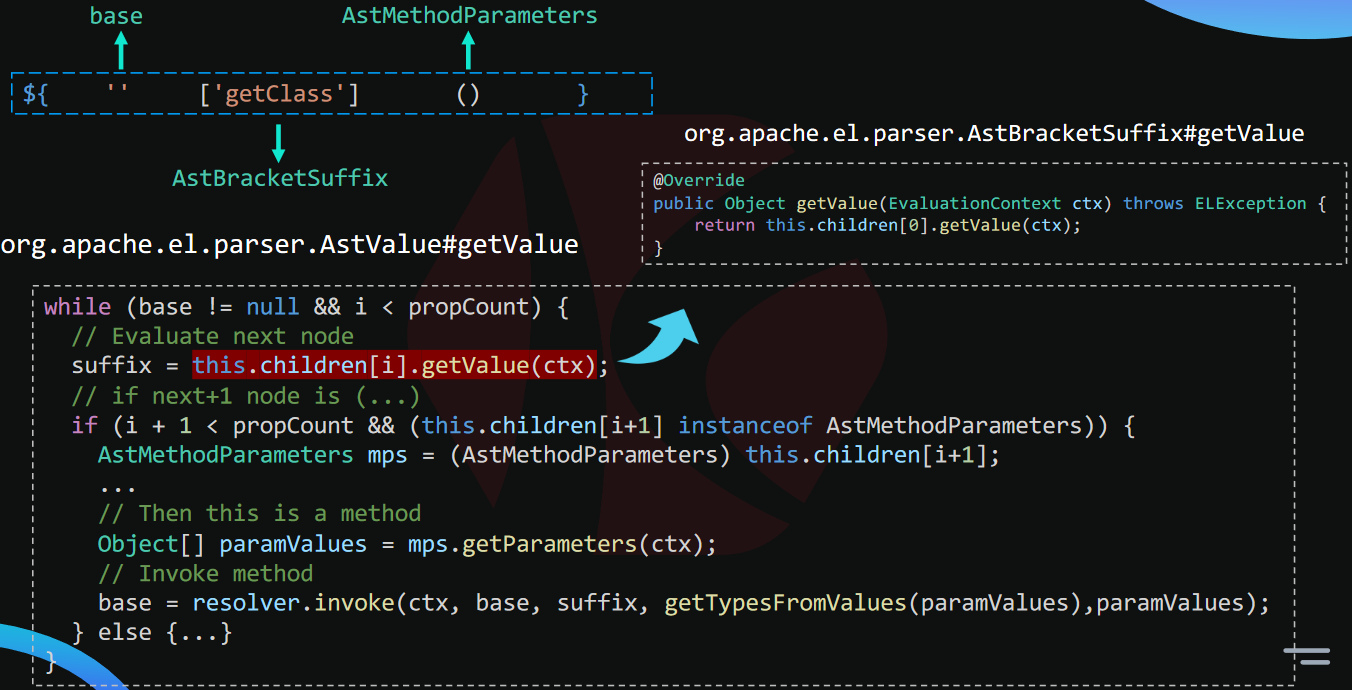 base AstMethodParameters
${ '' ['getClass'] () }
AstBracketSuffix
org.apache.el.parser.AstBracketSuffix#getValue
@Override
public Object getValue(EvaluationContext ctx) throws ELException {
    return this.children[0].getValue(ctx);
}
org.apache.el.parser.AstValue#getValue
while (base != null && i < propCount) {
  // Evaluate next node
  suffix = this.children[i].getValue(ctx);
  // if next+1 node is (...)
  if (i + 1 < propCount && (this.children[i+1] instanceof AstMethodParameters)) {
    AstMethodParameters mps = (AstMethodParameters) this.children[i+1];
    ...
    // Then this is a method
    Object[] paramValues = mps.getParameters(ctx);
    // Invoke method
    base = resolver.invoke(ctx, base, suffix, getTypesFromValues(paramValues),paramValues);
  } else {...}
}